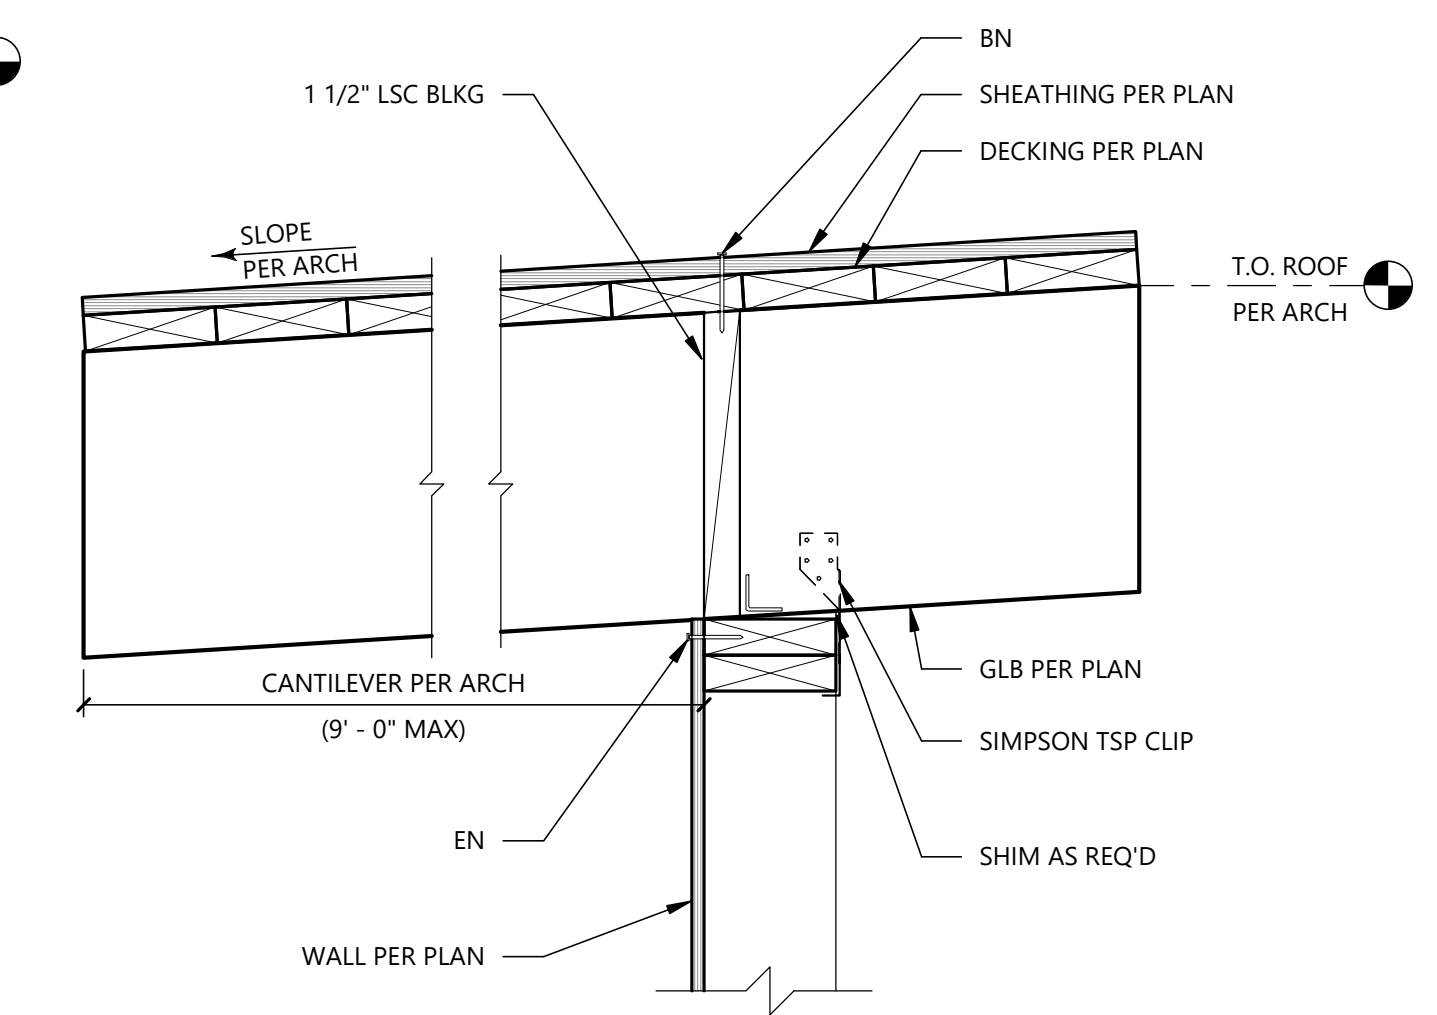 BN
1 1/2" LSC BLKG
SHEATHING PER PLAN
DECKING PER PLAN
SLOPE
PER ARCH
T.O. ROOF
PER ARCH
GLB PER PLAN
CANTILEVER PER ARCH
(9' - 0" MAX)
SIMPSON TSP CLIP
EN
SHIM AS REQ'D
WALL PER PLAN